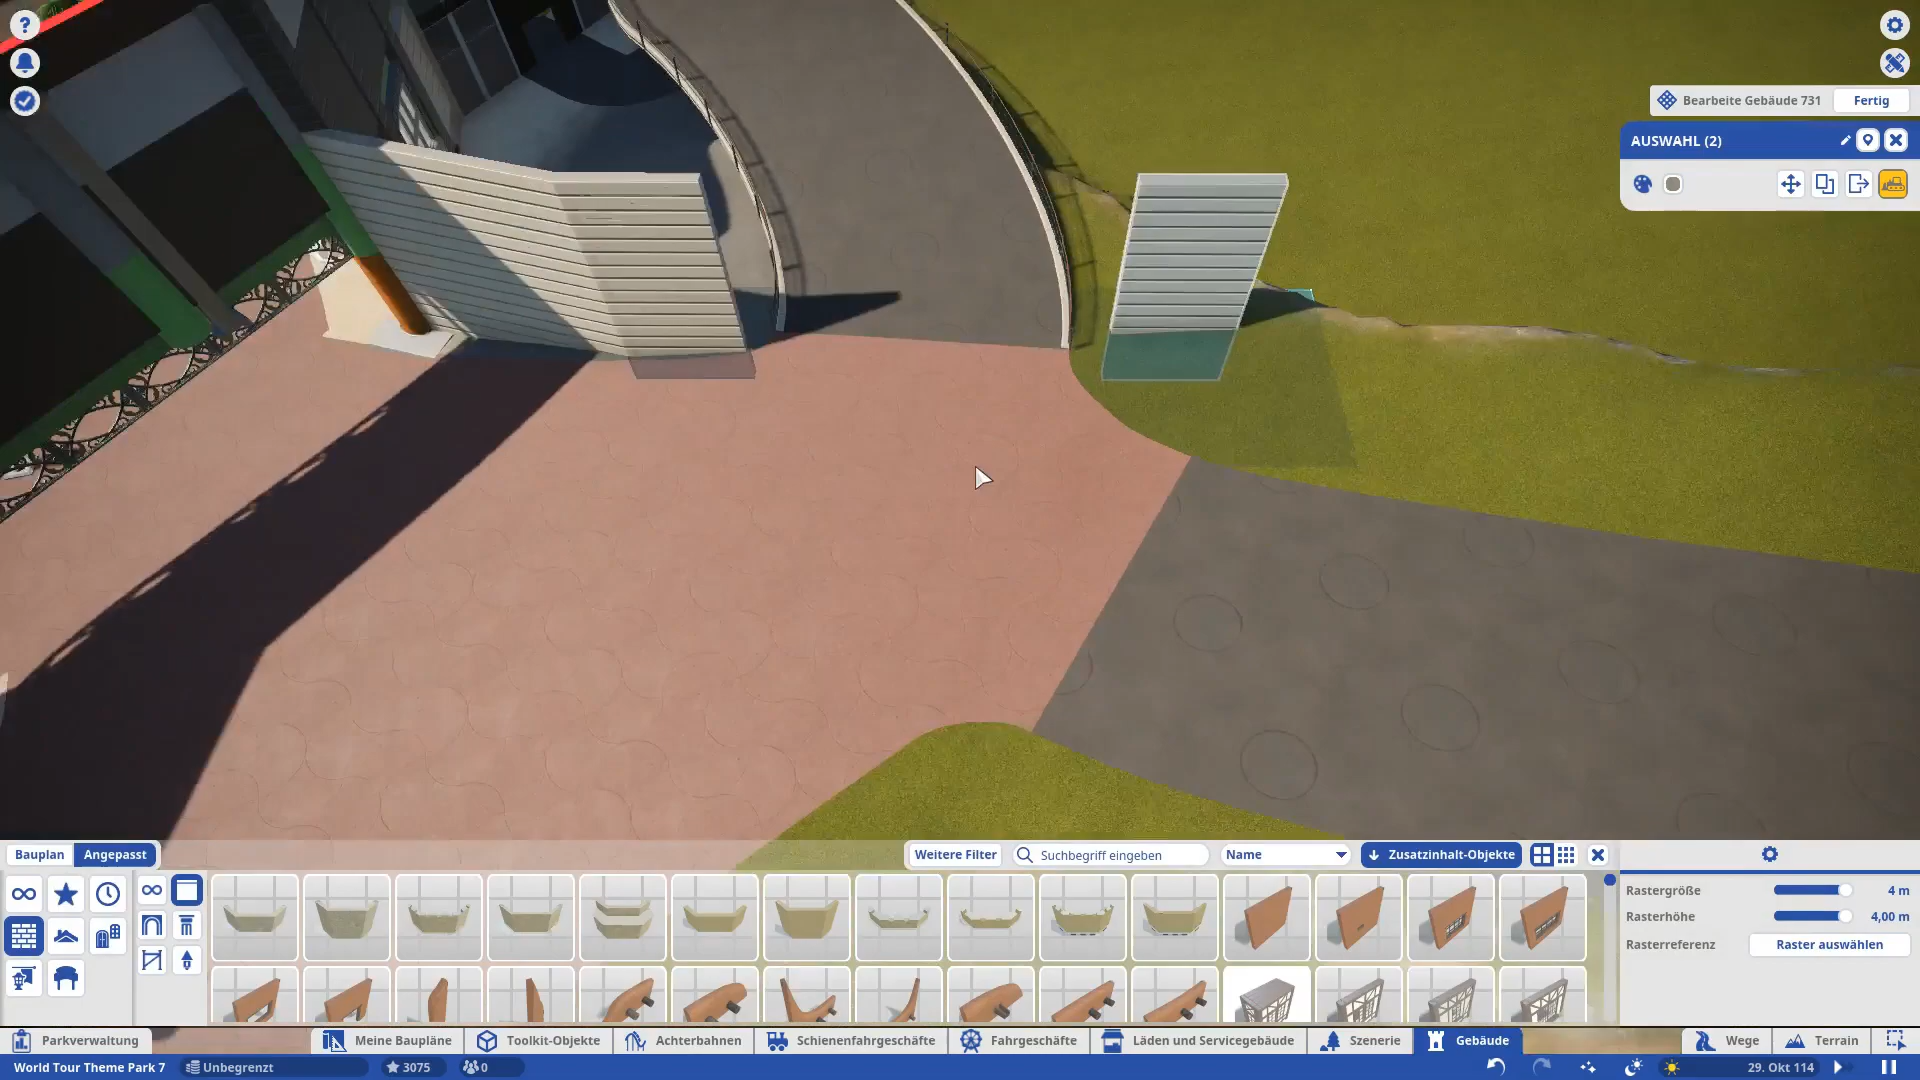 Bearbeite Gebäude 731
Fertig
AUSWAHL (2)
Bauplan
Angepasst
Weitere Filter
Suchbegriff eingeben
Name
Zusatzinhalt-Objekte
Rastergröße
4 m
Rasterhöhe
4,00 m
Rasterreferenz
Raster auswählen
Parkverwaltung
Meine Baupläne
Toolkit-Objekte
Achterbahnen
Schienenfahrgeschäfte
Fahrgeschäfte
Läden und Servicegebäude
Szenerie
Gebäude
Wege
Terrain
World Tour Theme Park 7
Unbegrenzt
3075
0
29. Okt 114